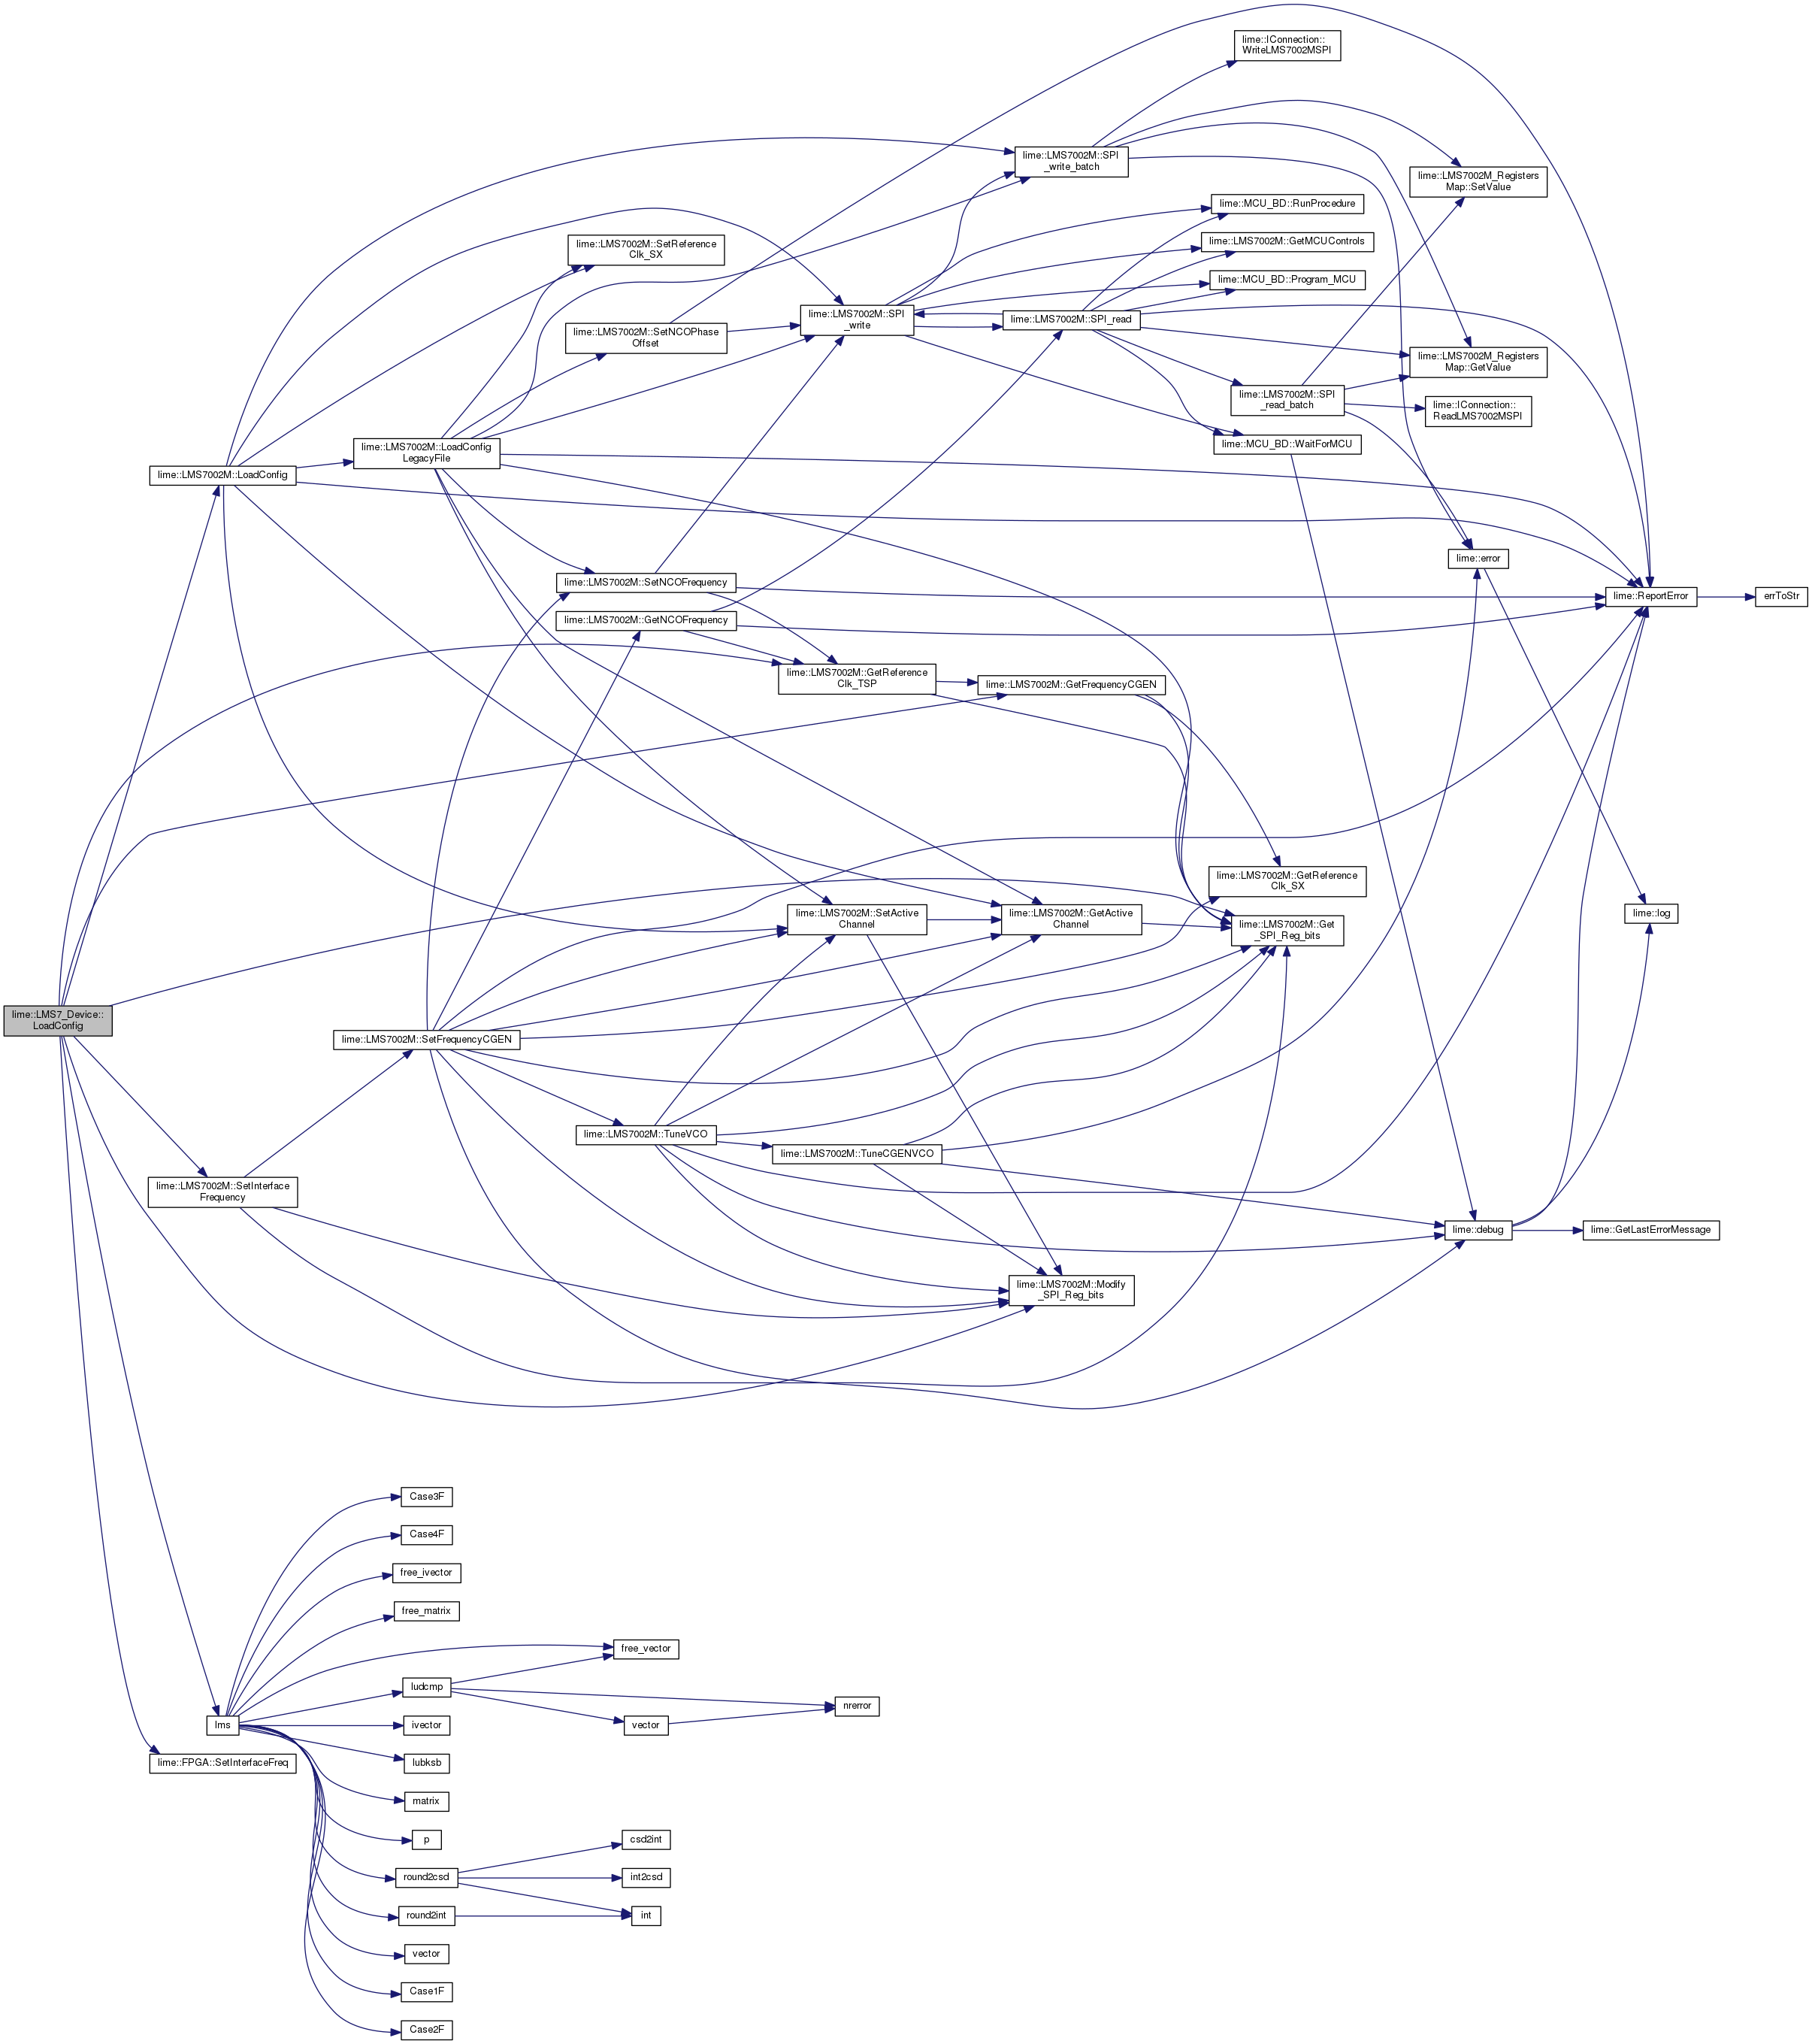 lime::IConnection::
WriteLMS7002MSPI
lime::LMS7002M::SPI
_write_batch
lime::LMS7002M_Registers
Map::SetValue
lime::MCU_BD::RunProcedure
lime::LMS7002M::SetReference
Clk_SX
lime::LMS7002M::GetMCUControls
lime::MCU_BD::Program_MCU
lime::LMS7002M::SPI
_write
lime::LMS7002M::SPI_read
lime::LMS7002M::SetNCOPhase
Offset
lime::LMS7002M_Registers
Map::GetValue
lime::LMS7002M::SPI
_read_batch
lime::IConnection::
ReadLMS7002MSPI
lime::MCU_BD::WaitForMCU
lime::LMS7002M::LoadConfig
LegacyFile
lime::LMS7002M::LoadConfig
lime::error
lime::LMS7002M::SetNCOFrequency
lime::ReportError
errToStr
lime::LMS7002M::GetNCOFrequency
lime::LMS7002M::GetReference
Clk_TSP
lime::LMS7002M::GetFrequencyCGEN
lime::LMS7002M::GetReference
Clk_SX
lime::log
lime::LMS7002M::SetActive
Channel
lime::LMS7002M::GetActive
Channel
lime::LMS7002M::Get
_SPI_Reg_bits
lime::LMS7_Device::
LoadConfig
lime::LMS7002M::SetFrequencyCGEN
lime::LMS7002M::TuneVCO
lime::LMS7002M::TuneCGENVCO
lime::LMS7002M::SetInterface
Frequency
lime::debug
lime::GetLastErrorMessage
lime::LMS7002M::Modify
_SPI_Reg_bits
Case3F
Case4F
free_ivector
free_matrix
free_vector
ludcmp
nrerror
lms
ivector
vector
lime::FPGA::SetInterfaceFreq
lubksb
matrix
p
csd2int
round2csd
int2csd
round2int
int
vector
Case1F
Case2F